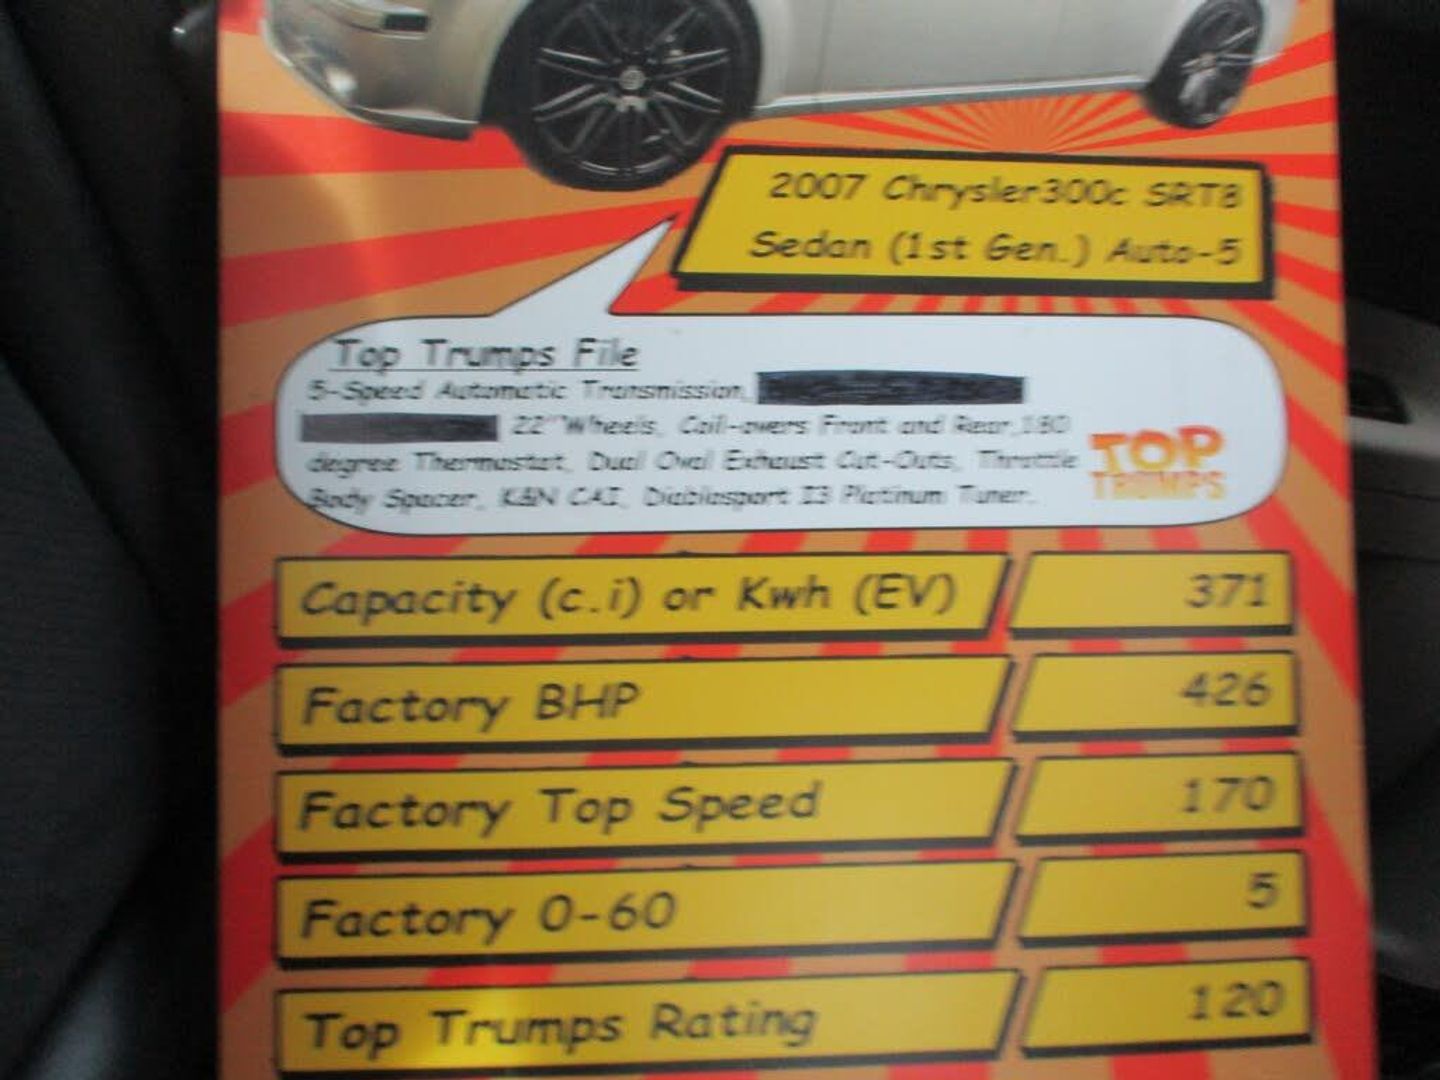 2007 Chrysler300c SRT8
Sedan (1st Gen.) Auto-5
Top Trumps File
5-Speed Automatic Transmission,
22"Wheels, Coil-overs Front and Rear,180
degree Thermostat, Dual Oval Exhaust Cut-Outs, Throttle
Body Spacer, K&N CAI, Diablosport I3 Platinum Tuner.
TOP
TRUMPS
Capacity (c.i) or Kwh (EV) 371
Factory BHP 426
Factory Top Speed 170
Factory 0-60 5
Top Trumps Rating 120